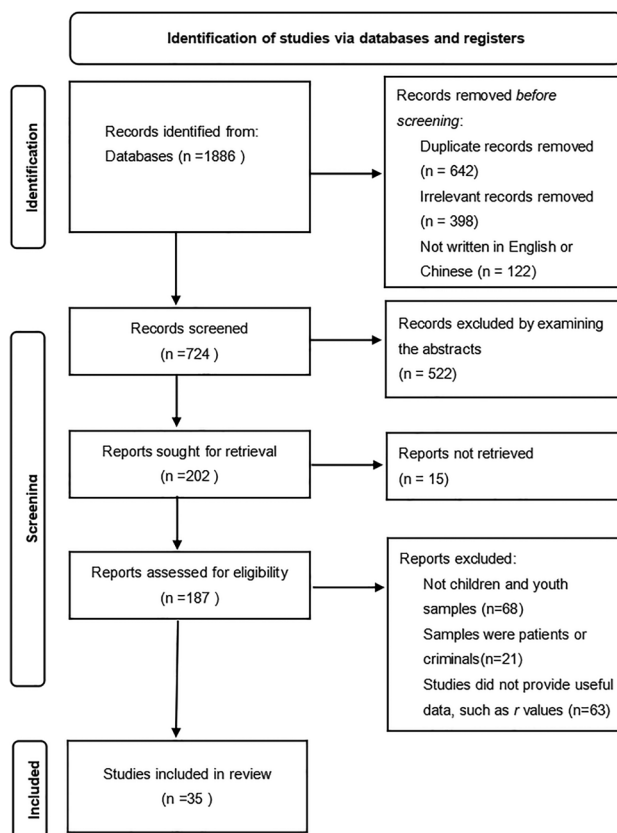 Identification of studies via databases and registers
Identification
Records identified from:
Databases (n =1886 )
Records removed before
screening:
Duplicate records removed
(n = 642)
Irrelevant records removed
(n = 398)
Not written in English or
Chinese (n = 122)
Screening
Records screened
(n =724 )
Records excluded by examining
the abstracts
(n = 522)
Reports sought for retrieval
(n =202 )
Reports not retrieved
(n = 15)
Reports assessed for eligibility
(n =187 )
Reports excluded:
Not children and youth
samples (n=68)
Samples were patients or
criminals(n=21)
Studies did not provide useful
data, such as r values (n=63)
Included
Studies included in review
(n =35 )